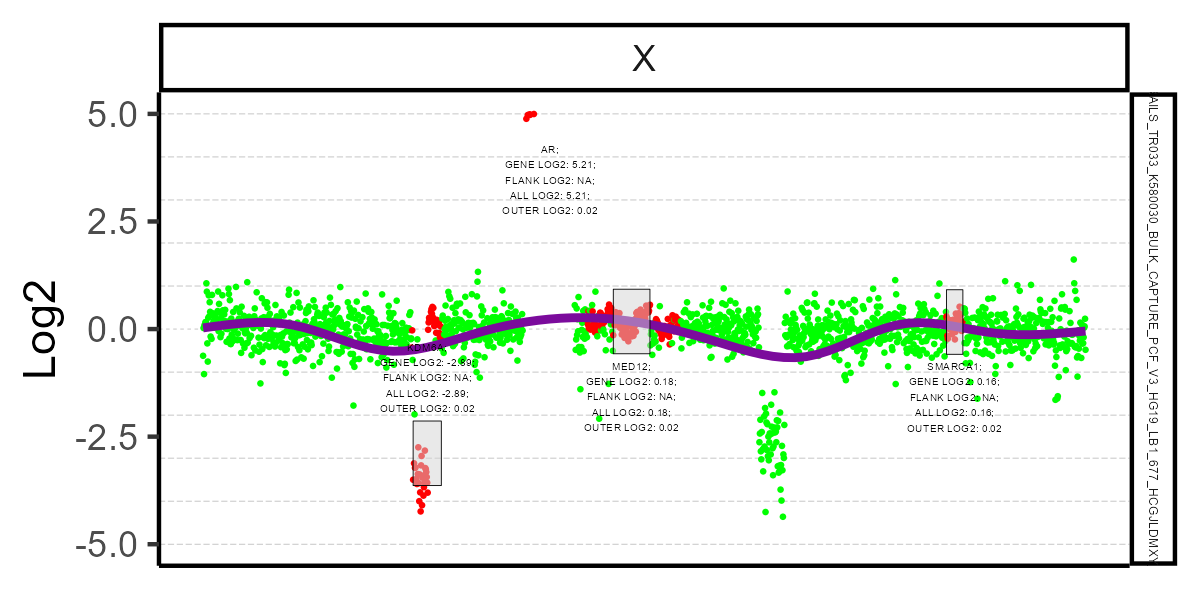 X
5.0
2.5
0.0
-2.5
-5.0
Log2
AR;
GENE LOG2: 5.21;
FLANK LOG2: NA;
ALL LOG2: 5.21;
OUTER LOG2: 0.02
KDM6A;
GENE LOG2: -2.89;
FLANK LOG2: NA;
ALL LOG2: -2.89;
OUTER LOG2: 0.02
MED12;
GENE LOG2: 0.18;
FLANK LOG2: NA;
ALL LOG2: 0.18;
OUTER LOG2: 0.02
SMARCA1;
GENE LOG2: 0.16;
FLANK LOG2: NA;
ALL LOG2: 0.16;
OUTER LOG2: 0.02
AILS_TR033_K580030_BULK_CAPTURE_PCF_V3_HG19_LB1_677_HCGJLDMXY